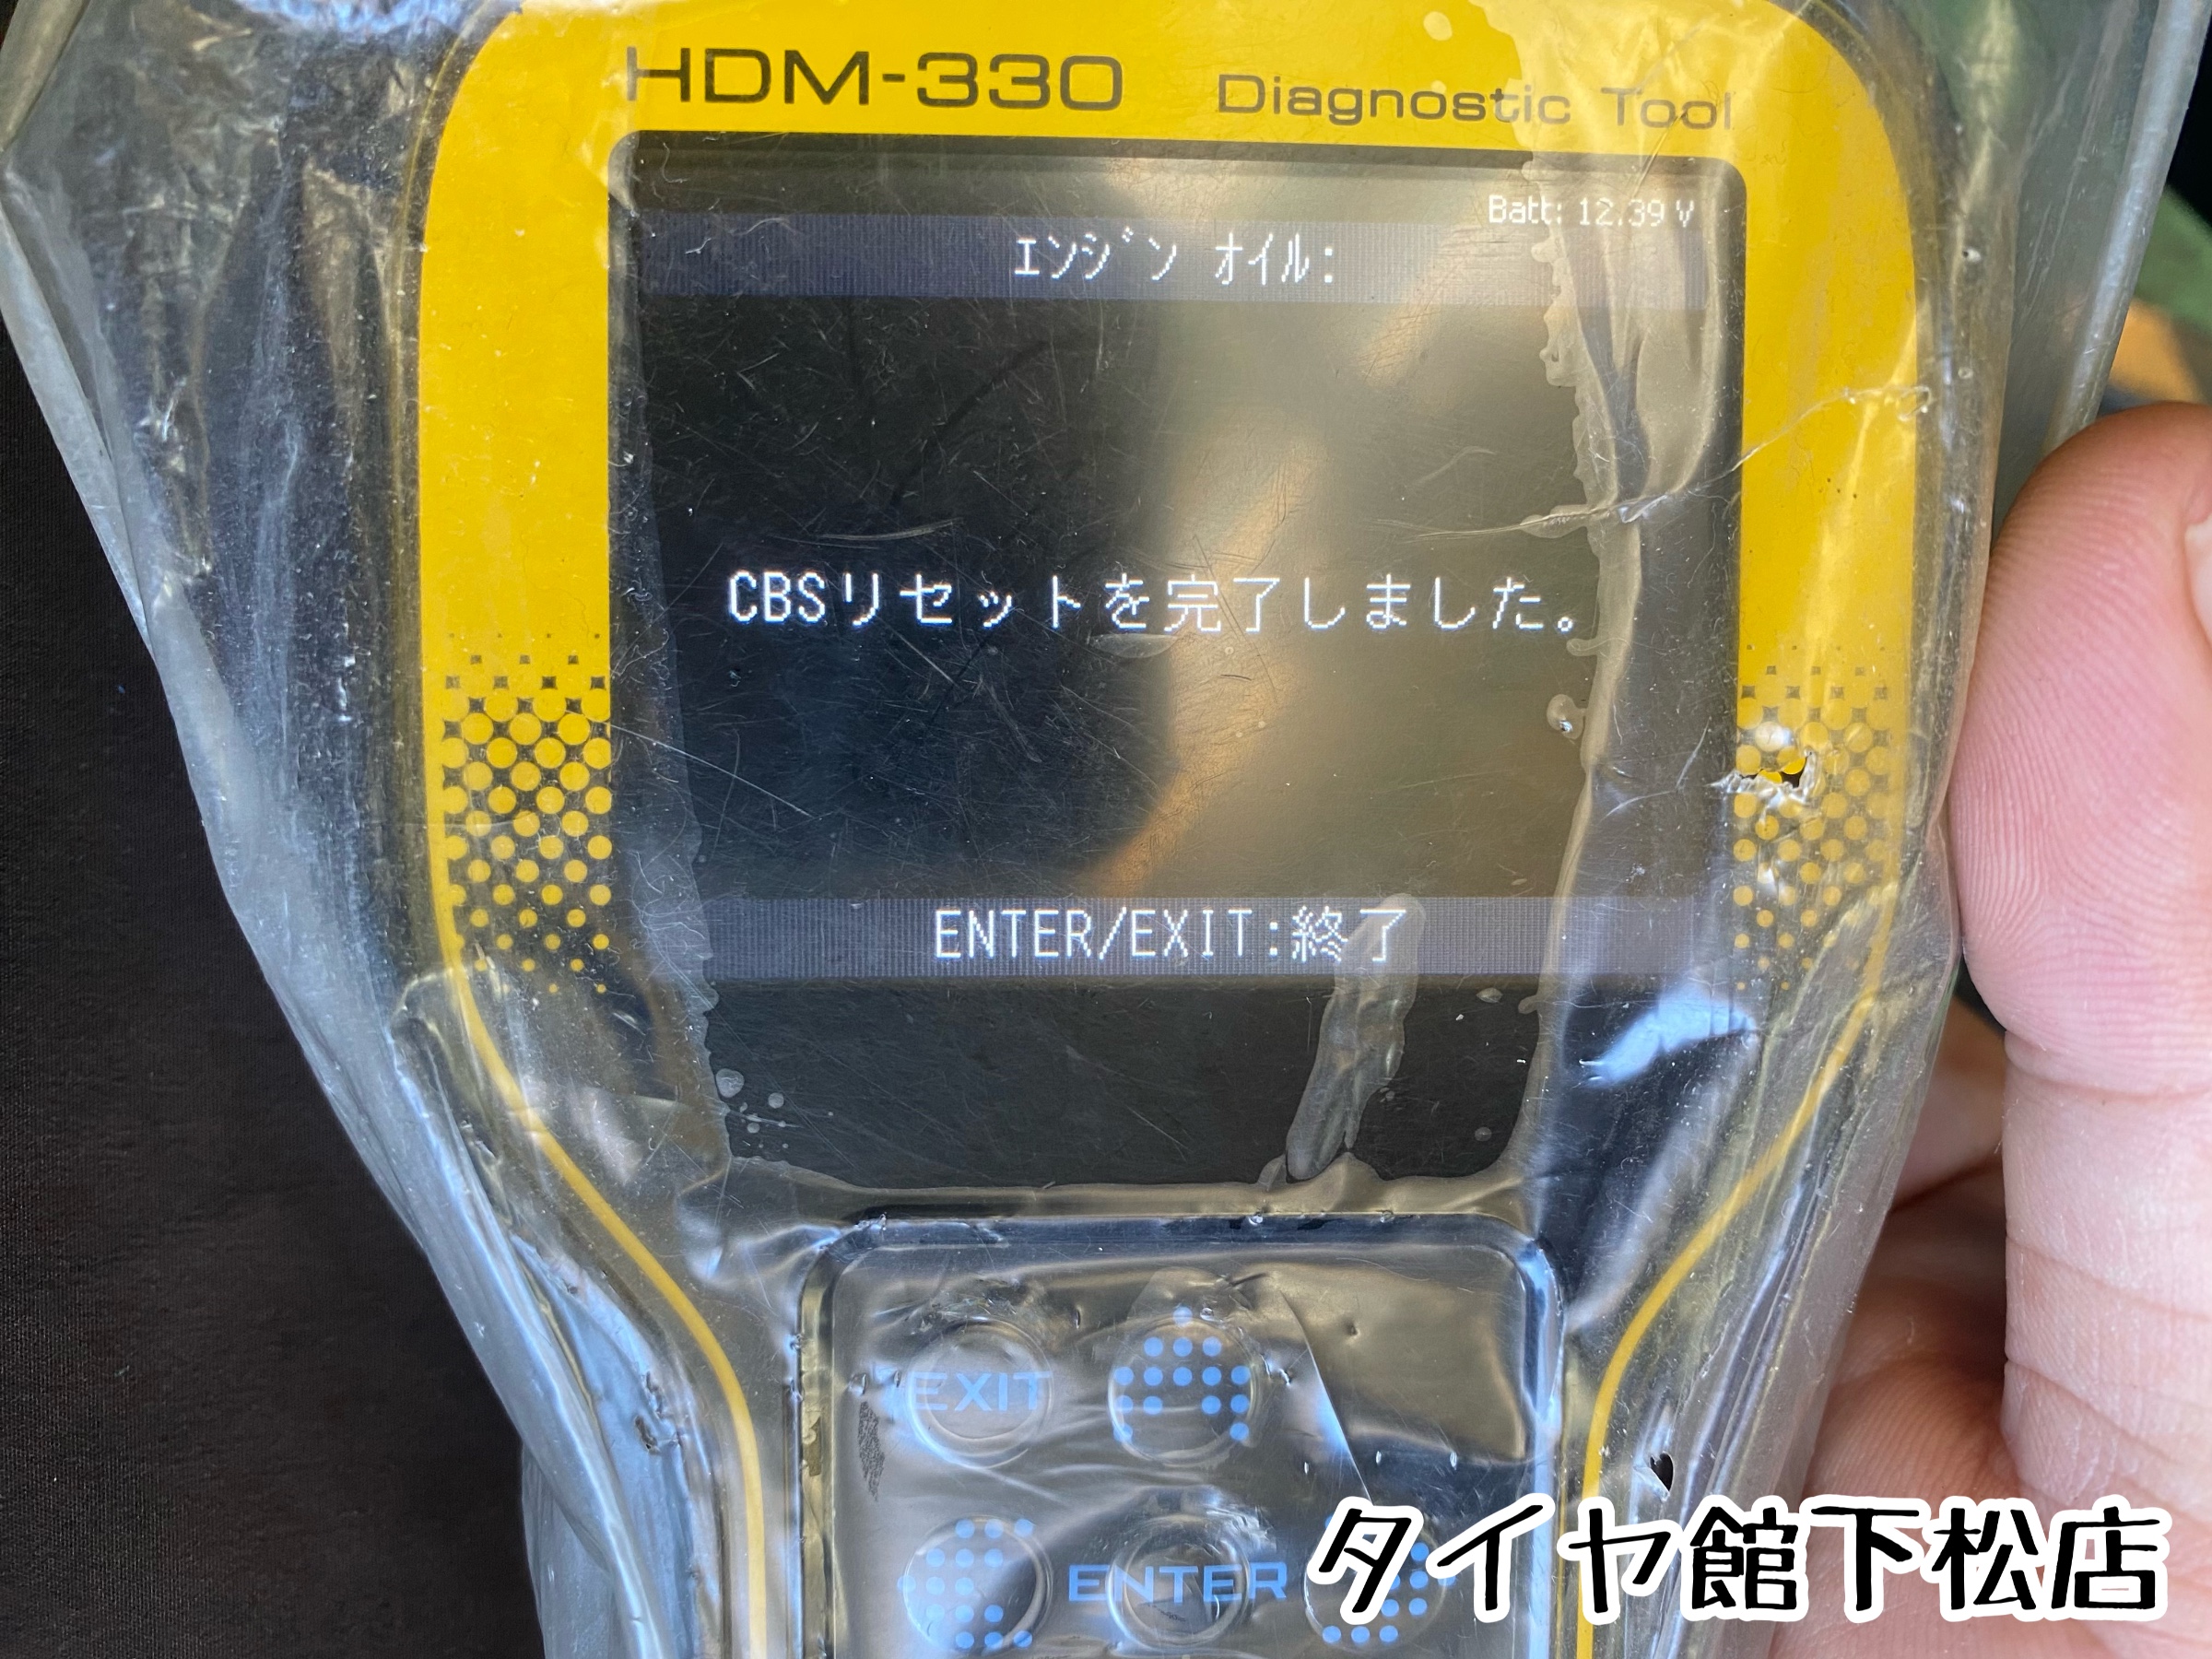 HDM-330 Diagnostic Tool
Batt: 12.39 V
ｴﾝｼﾞﾝ ｵｲﾙ:
CBSリセットを完了しました。
ENTER/EXIT:終了
EXIT
ENTER
タイヤ館下松店